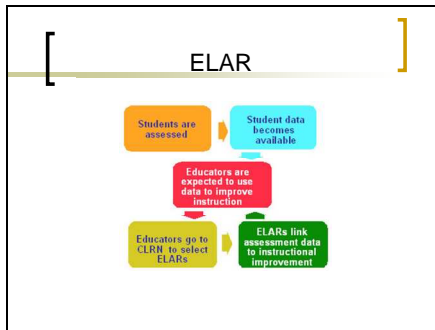 ELAR
Students are
assessed
Student data
becomes
available
Educators are
expected to use
data to improve
instruction
Educators go to
CLRN to select
ELARs
ELARs link
assessment data
to instructional
improvement